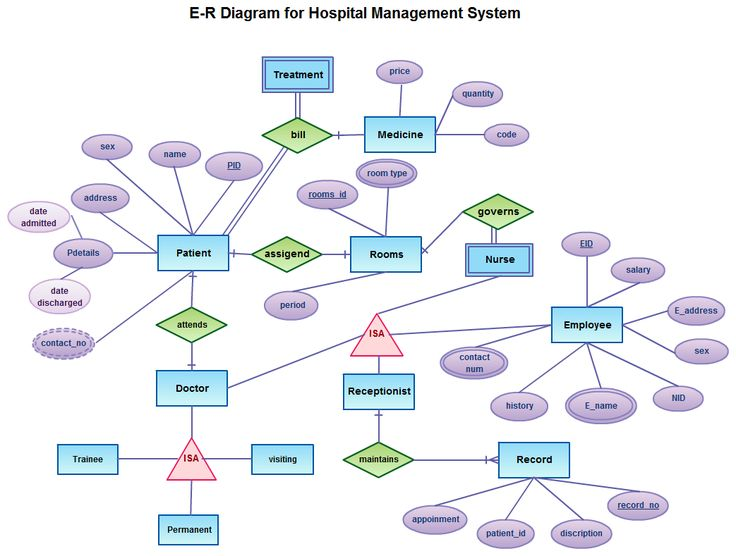 E-R Diagram for Hospital Management System
Treatment
price
quantity
bill
Medicine
code
sex
name
PID
room type
address
rooms_id
date
admitted
governs
Pdetails
Patient
assigend
Rooms
Nurse
EID
salary
date
discharged
period
E_address
contact_no
attends
ISA
Employee
sex
contact
num
Doctor
Receptionist
NID
history
E_name
Trainee
ISA
visiting
maintains
Record
Permanent
appoinment
patient_id
discription
record_no